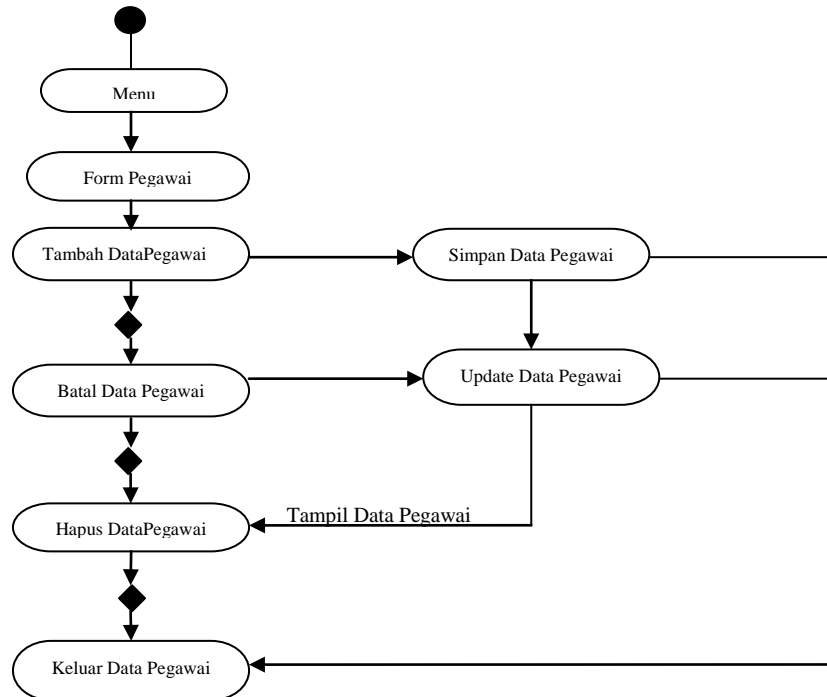 Menu
Form Pegawai
Tambah DataPegawai
Simpan Data Pegawai
Batal Data Pegawai
Update Data Pegawai
Hapus DataPegawai
Tampil Data Pegawai
Keluar Data Pegawai